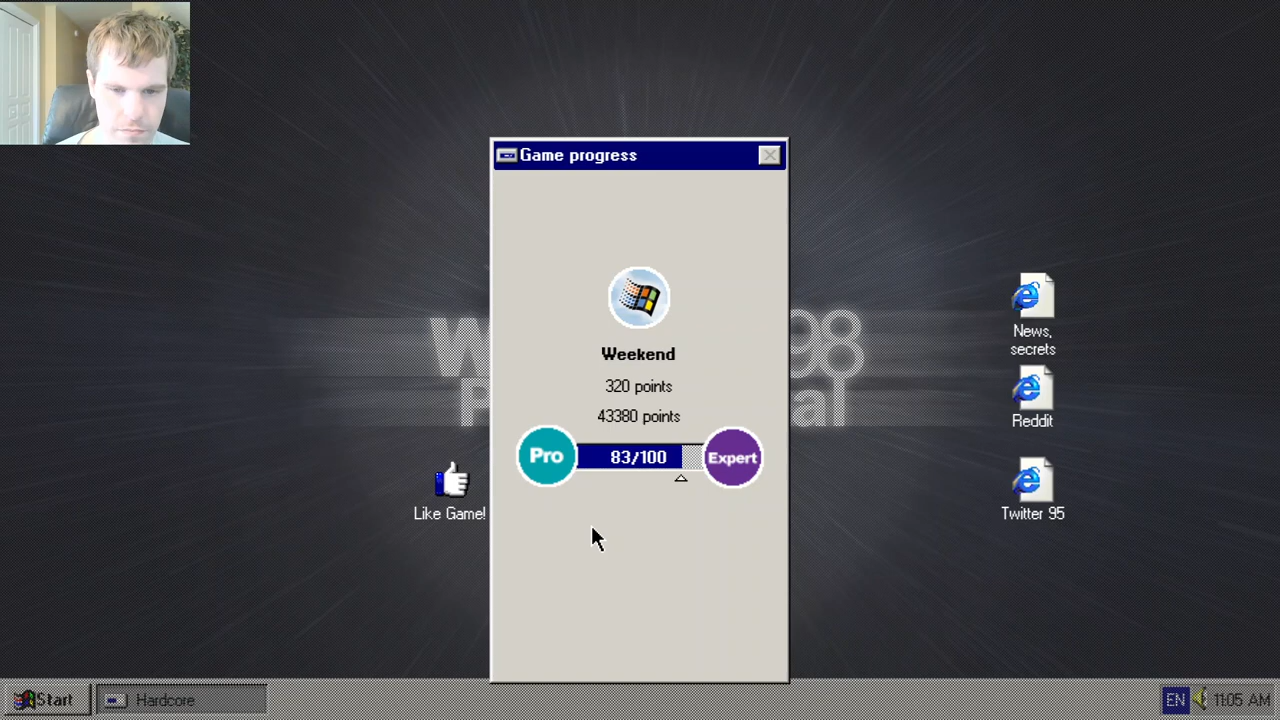 Game progress
Weekend
320 points
43380 points
Pro
83/100
Expert
98
News,
secrets
Reddit
Like Game!
Twitter 95
Start
Hardcore
EN
11:05 AM